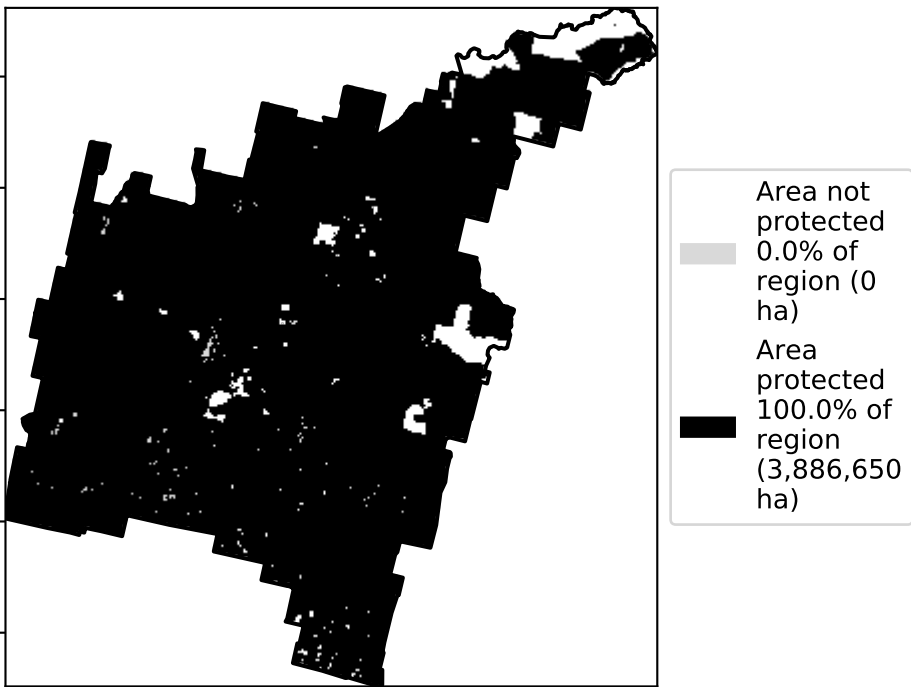 Area not
protected
0.0% of
region (0
ha)
Area
protected
100.0% of
region
(3,886,650
ha)